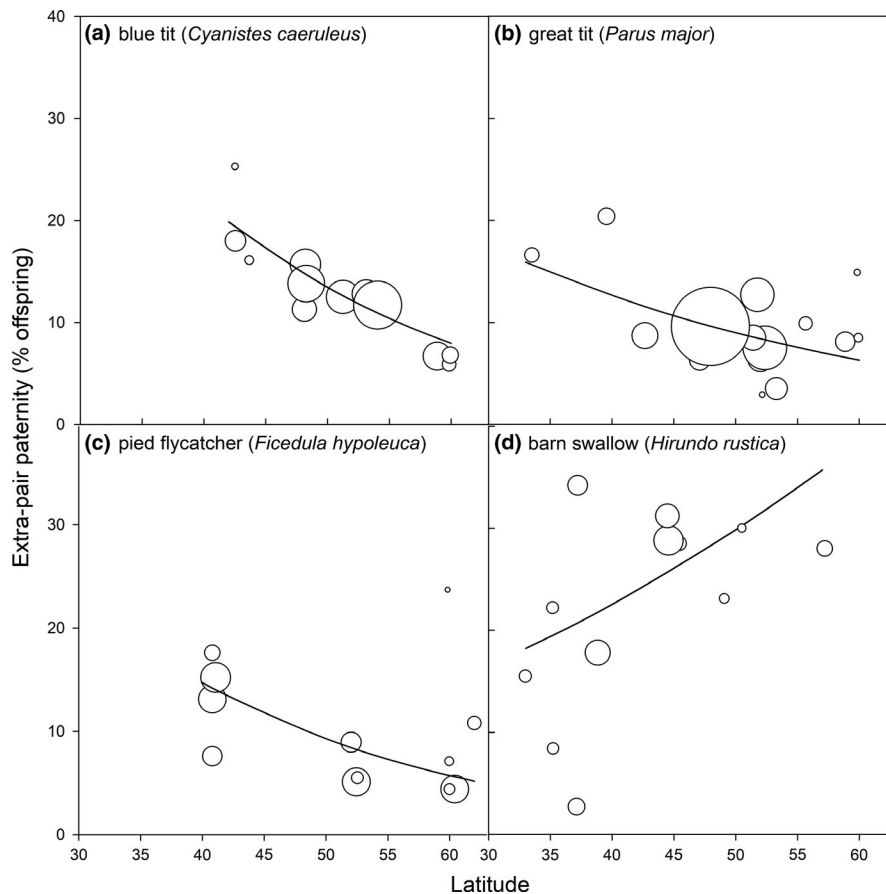 40
(a) blue tit (Cyanistes caeruleus)
(b) great tit (Parus major)
30
20
10
0
Extra-pair paternity (% offspring)
(c) pied flycatcher (Ficedula hypoleuca)
(d) barn swallow (Hirundo rustica)
30
20
10
0
30 35 40 45 50 55 60 30 35 40 45 50 55 60
Latitude